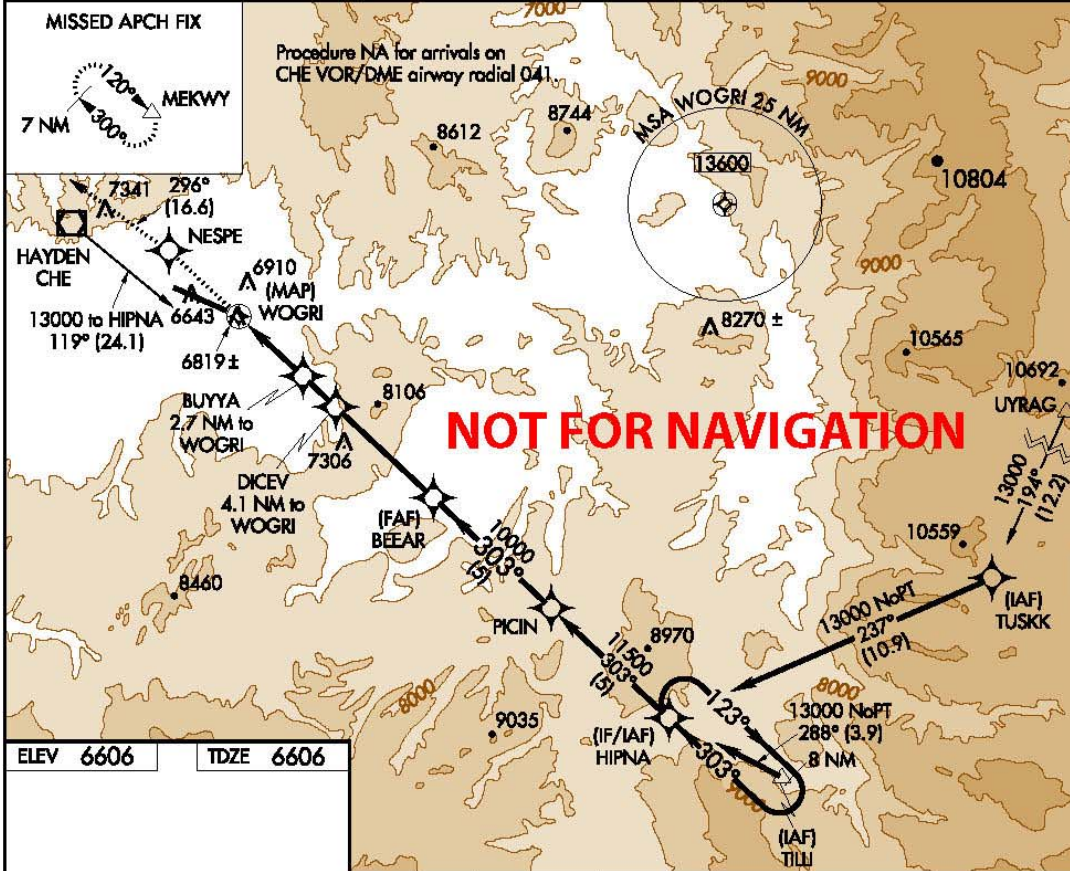 MISSED APCH FIX
120°
MEKWY
7 NM
300°
Procedure NA for arrivals on
CHE VOR/DME airway radial 041.
7000
9000
8744
8612
MSA WOGRI 25 NM
13600
10804
7341
296°
(16.6)
NESPE
HAYDEN
CHE
6910
(MAP)
WOGRI
9000
13000 to HIPNA
119° (24.1)
6643
6819 ±
8270 ±
10565
10692
UYRAG
BUYYA
2.7 NM to
WOGRI
8106
NOT FOR NAVIGATION
7306
DICEV
4.1 NM to
WOGRI
13000
194°
(12.2)
(FAF)
BEEAR
10000
303°
(5)
10559
8460
(IAF)
TUSKK
13000 NoPT
237°
(10.9)
PICIN
11500
303°
(5)
8970
8000
8000
123°
13000 NoPT
288° (3.9)
8 NM
9035
(IF/IAF)
HIPNA
303°
9000
(IAF)
TILLI
ELEV 6606
TDZE 6606